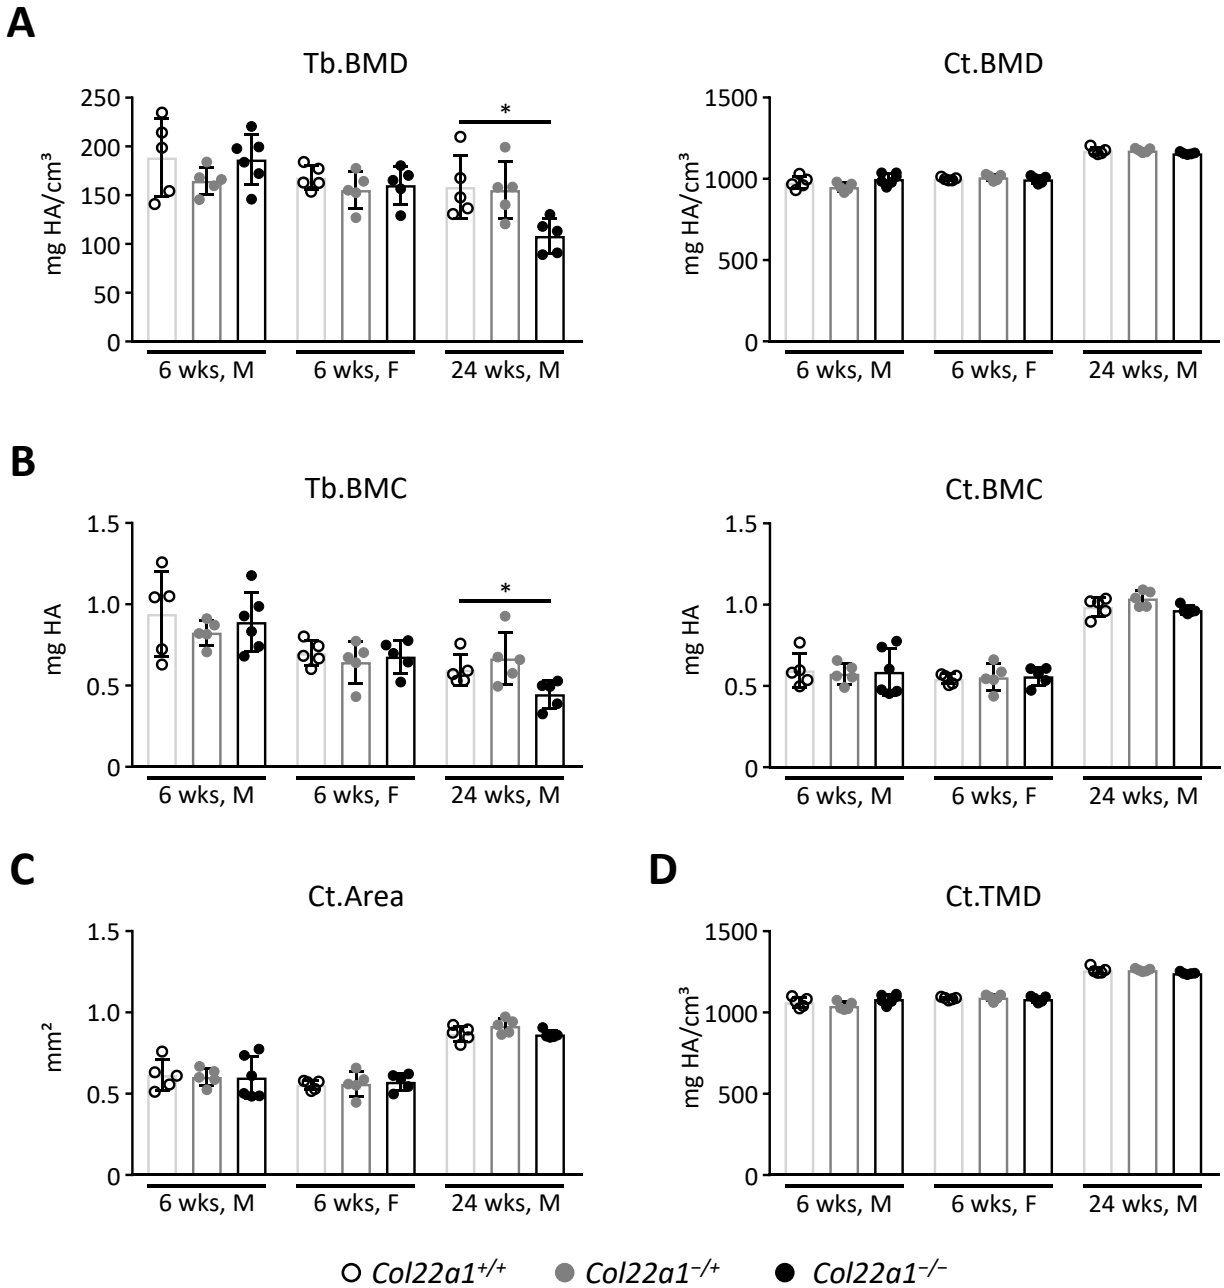 A
Tb.BMD
Ct.BMD
mg HA/cm³
250
200
150
100
50
0
*
6 wks, M
6 wks, F
24 wks, M
mg HA/cm³
1500
1000
500
0
6 wks, M
6 wks, F
24 wks, M
B
Tb.BMC
Ct.BMC
mg HA
1.5
1.0
0.5
0
*
6 wks, M
6 wks, F
24 wks, M
mg HA
1.5
1.0
0.5
0
6 wks, M
6 wks, F
24 wks, M
C
Ct.Area
mm²
1.5
1.0
0.5
0
6 wks, M
6 wks, F
24 wks, M
D
Ct.TMD
mg HA/cm³
1500
1000
500
0
6 wks, M
6 wks, F
24 wks, M
Col22a1⁺/⁺ Col22a1⁻/⁺ Col22a1⁻/⁻